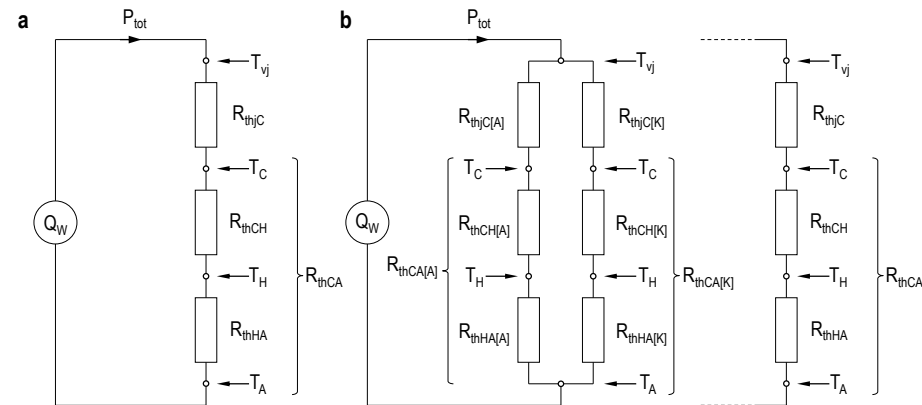 a
P_tot
T_vj
R_thjC
T_C
Q_W
R_thCH
R_thCA
T_H
R_thHA
T_A
b
P_tot
T_vj
R_thjC[A]
R_thjC[K]
T_C
T_C
Q_W
R_thCH[A]
R_thCH[K]
R_thCA[A]
T_H
T_H
R_thCA[K]
R_thHA[A]
R_thHA[K]
T_A
T_vj
R_thjC
T_C
R_thCH
T_H
R_thCA
R_thHA
T_A